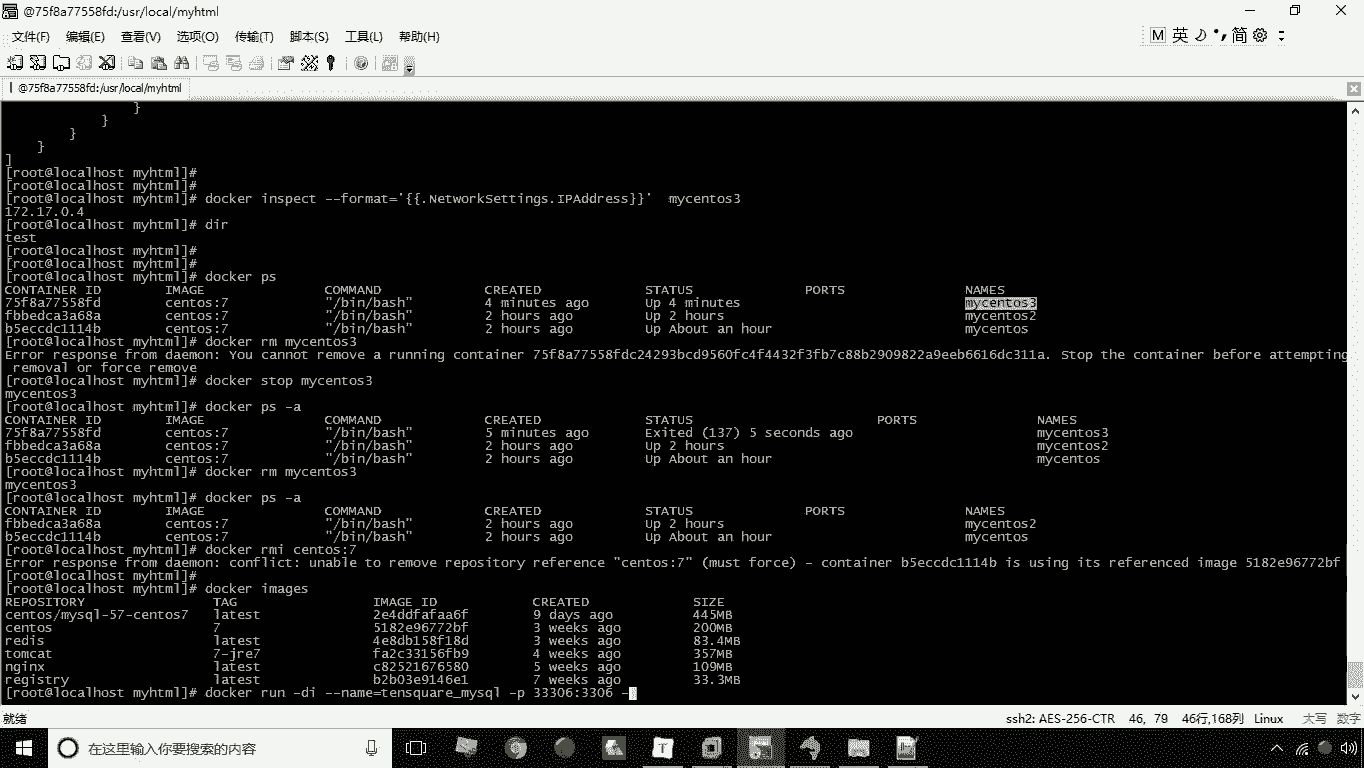 @75f8a77558fd:/usr/local/myhtml
文件(F) 编辑(E) 查看(V) 选项(O) 传输(T) 脚本(S) 工具(L) 帮助(H)
M 英 简
@75f8a77558fd:/usr/local/myhtml
}
}
}
}
]
[root@localhost myhtml]#
[root@localhost myhtml]#
[root@localhost myhtml]# docker inspect --format='{{.NetworkSettings.IPAddress}}' mycentos3
172.17.0.4
[root@localhost myhtml]# dir
test
[root@localhost myhtml]#
[root@localhost myhtml]#
[root@localhost myhtml]# docker ps
CONTAINER ID IMAGE COMMAND CREATED STATUS PORTS NAMES
75f8a77558fd centos:7 "/bin/bash" 4 minutes ago Up 4 minutes mycentos3
fbbedca3a68a centos:7 "/bin/bash" 2 hours ago Up 2 hours mycentos2
b5eccdc1114b centos:7 "/bin/bash" 2 hours ago Up About an hour mycentos
[root@localhost myhtml]# docker rm mycentos3
Error response from daemon: You cannot remove a running container 75f8a77558fdc24293bcd9560fc4f4432f3fb7c88b2909822a9eeb6616dc311a. Stop the container before attempting
removal or force remove
[root@localhost myhtml]# docker stop mycentos3
mycentos3
[root@localhost myhtml]# docker ps -a
CONTAINER ID IMAGE COMMAND CREATED STATUS PORTS NAMES
75f8a77558fd centos:7 "/bin/bash" 5 minutes ago Exited (137) 5 seconds ago mycentos3
fbbedca3a68a centos:7 "/bin/bash" 2 hours ago Up 2 hours mycentos2
b5eccdc1114b centos:7 "/bin/bash" 2 hours ago Up About an hour mycentos
[root@localhost myhtml]# docker rm mycentos3
mycentos3
[root@localhost myhtml]# docker ps -a
CONTAINER ID IMAGE COMMAND CREATED STATUS PORTS NAMES
fbbedca3a68a centos:7 "/bin/bash" 2 hours ago Up 2 hours mycentos2
b5eccdc1114b centos:7 "/bin/bash" 2 hours ago Up About an hour mycentos
[root@localhost myhtml]# docker rmi centos:7
Error response from daemon: conflict: unable to remove repository reference "centos:7" (must force) - container b5eccdc1114b is using its referenced image 5182e96772bf
[root@localhost myhtml]#
[root@localhost myhtml]# docker images
REPOSITORY TAG IMAGE ID CREATED SIZE
centos/mysql-57-centos7 latest 2e4ddfafaa6f 9 days ago 445MB
centos 7 5182e96772bf 3 weeks ago 200MB
redis latest 4e8db158f18d 3 weeks ago 83.4MB
tomcat 7-jre7 fa2c33156fb9 4 weeks ago 357MB
nginx latest c82521676580 5 weeks ago 109MB
registry latest b2b03e9146e1 7 weeks ago 33.3MB
[root@localhost myhtml]# docker run -di --name=tensquare_mysql -p 33306:3306 -
就绪 ssh2: AES-256-CTR 46, 79 46行,168列 Linux 大写 数字
在这里输入你要搜索的内容
T